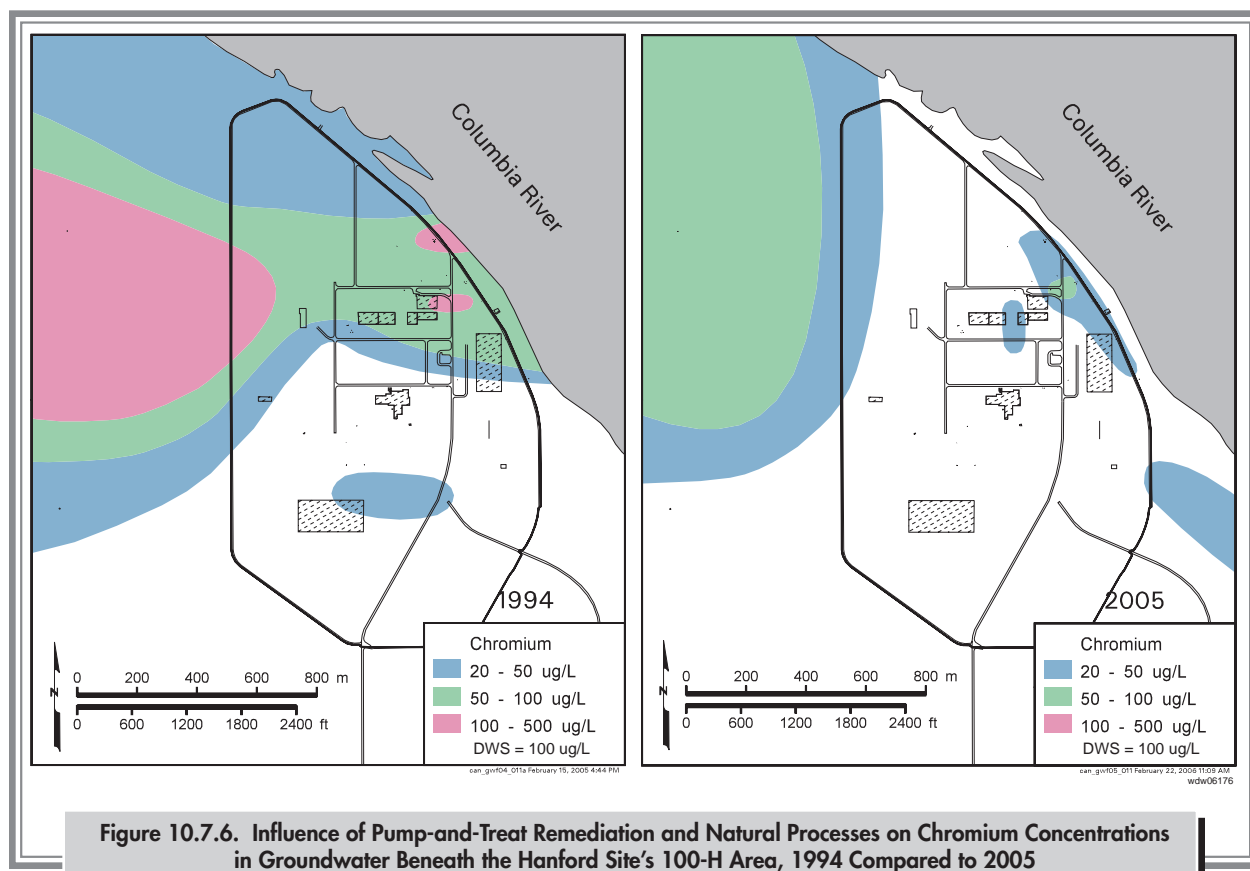 Columbia River
1994
Chromium
20 - 50 ug/L
50 - 100 ug/L
100 - 500 ug/L
DWS = 100 ug/L
0 200 400 600 800 m
0 600 1200 1800 2400 ft
N
can_gwf04_011a February 15, 2005 4:44 PM
Columbia River
2005
Chromium
20 - 50 ug/L
50 - 100 ug/L
100 - 500 ug/L
DWS = 100 ug/L
0 200 400 600 800 m
0 600 1200 1800 2400 ft
N
can_gwf05_011 February 22, 2006 11:09 AM
wdw06176
Figure 10.7.6. Influence of Pump-and-Treat Remediation and Natural Processes on Chromium Concentrations
in Groundwater Beneath the Hanford Site's 100-H Area, 1994 Compared to 2005